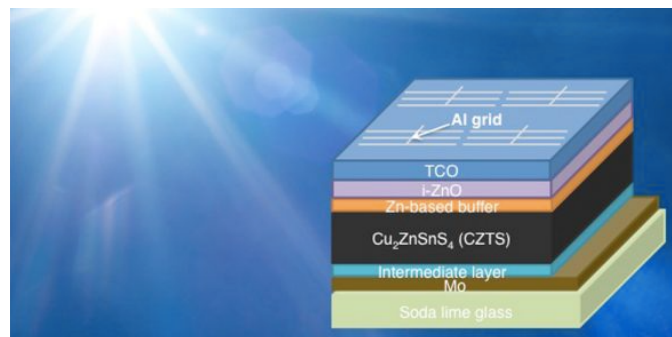 Al grid
TCO
i-ZnO
Zn-based buffer
Cu₂ZnSnS₄ (CZTS)
Intermediate layer
Mo
Soda lime glass